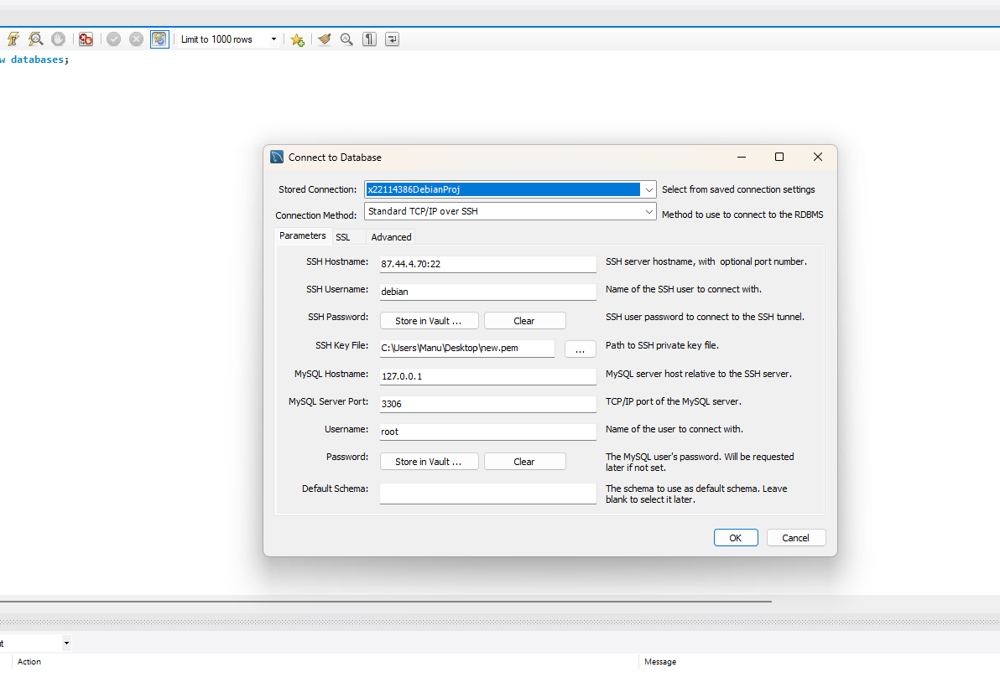 Limit to 1000 rows
w databases;
Connect to Database
Stored Connection: x22114386DebianProj Select from saved connection settings
Connection Method: Standard TCP/IP over SSH Method to use to connect to the RDBMS
Parameters SSL Advanced
SSH Hostname: 87.44.4.70:22 SSH server hostname, with optional port number.
SSH Username: debian Name of the SSH user to connect with.
SSH Password: Store in Vault ... Clear SSH user password to connect to the SSH tunnel.
SSH Key File: C:\Users\Manu\Desktop\new.pem ... Path to SSH private key file.
MySQL Hostname: 127.0.0.1 MySQL server host relative to the SSH server.
MySQL Server Port: 3306 TCP/IP port of the MySQL server.
Username: root Name of the user to connect with.
Password: Store in Vault ... Clear The MySQL user's password. Will be requested
later if not set.
Default Schema: The schema to use as default schema. Leave
blank to select it later.
OK Cancel
t
Action Message